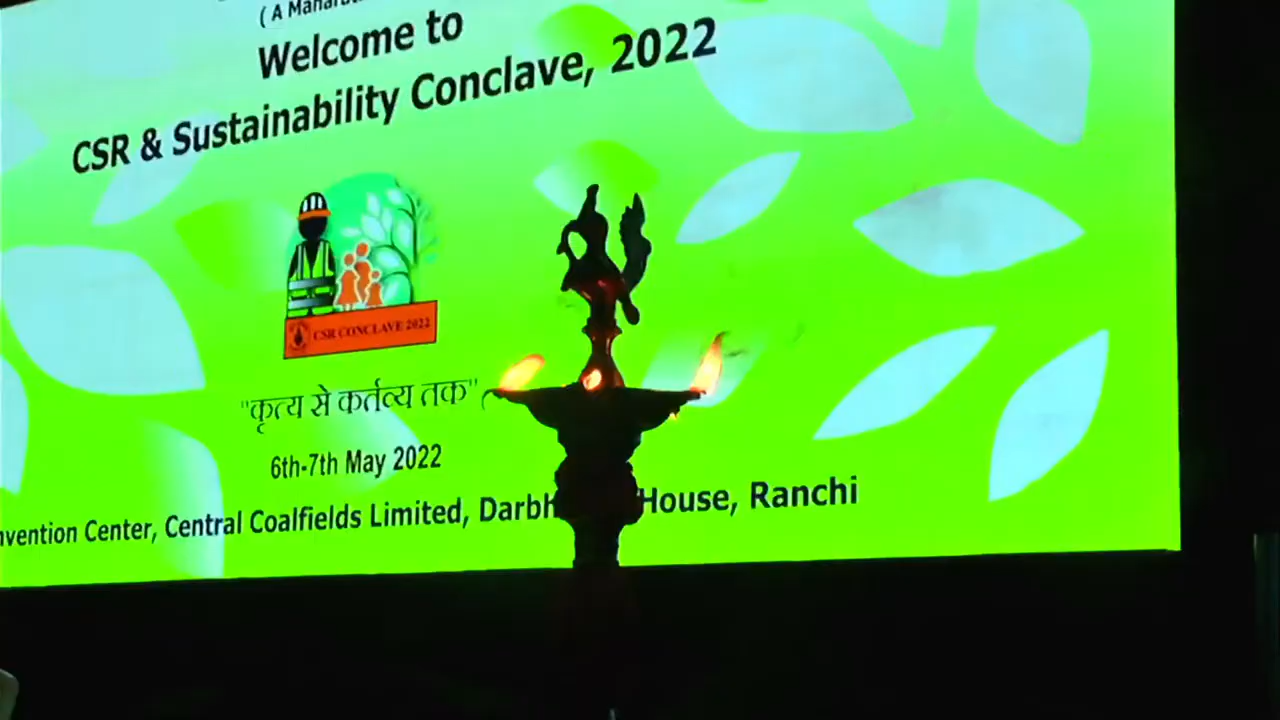 ( A
Welcome to
CSR & Sustainability Conclave, 2022
CSR CONCLAVE 2022
"कृत्य से कर्तव्य तक"
6th-7th May 2022
Center, Central Coalfields Limited, House, Ranchi